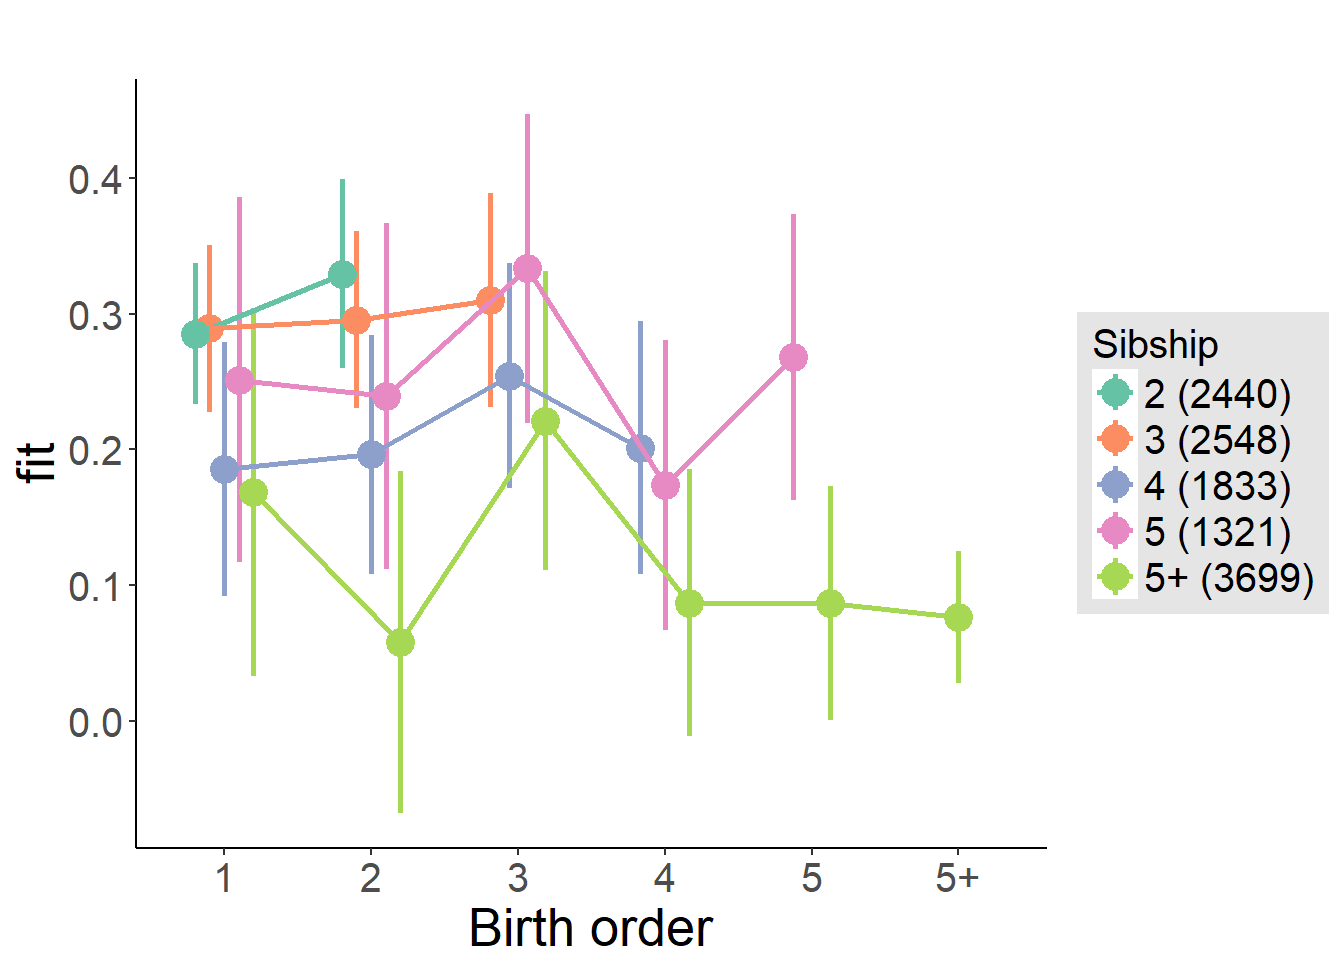 fit
0.4
0.3
0.2
0.1
0.0
1 2 3 4 5 5+
Birth order
Sibship
2 (2440)
3 (2548)
4 (1833)
5 (1321)
5+ (3699)